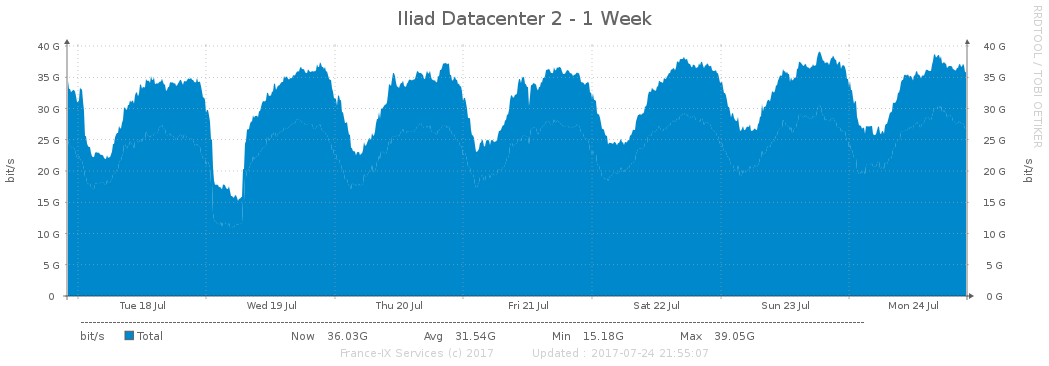 Iliad Datacenter 2 - 1 Week
RRDTOOL / TOBI OETIKER
bit/s
bit/s
40 G 40 G
35 G 35 G
30 G 30 G
25 G 25 G
20 G 20 G
15 G 15 G
10 G 10 G
5 G 5 G
0 0 G
Tue 18 Jul Wed 19 Jul Thu 20 Jul Fri 21 Jul Sat 22 Jul Sun 23 Jul Mon 24 Jul
bit/s Total Now 36.03G Avg 31.54G Min 15.18G Max 39.05G
France-IX Services (c) 2017 Updated : 2017-07-24 21:55:07